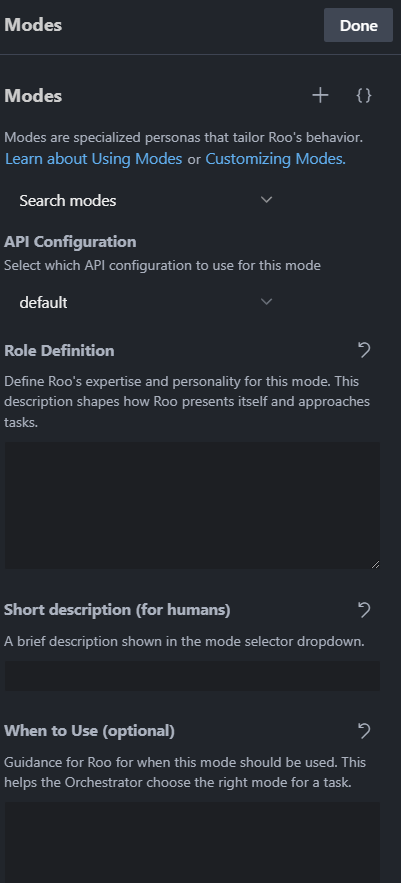 Modes
Done
Modes
Modes are specialized personas that tailor Roo's behavior.
Learn about Using Modes or Customizing Modes.
Search modes
API Configuration
Select which API configuration to use for this mode
default
Role Definition
Define Roo's expertise and personality for this mode. This
description shapes how Roo presents itself and approaches
tasks.
Short description (for humans)
A brief description shown in the mode selector dropdown.
When to Use (optional)
Guidance for Roo for when this mode should be used. This
helps the Orchestrator choose the right mode for a task.